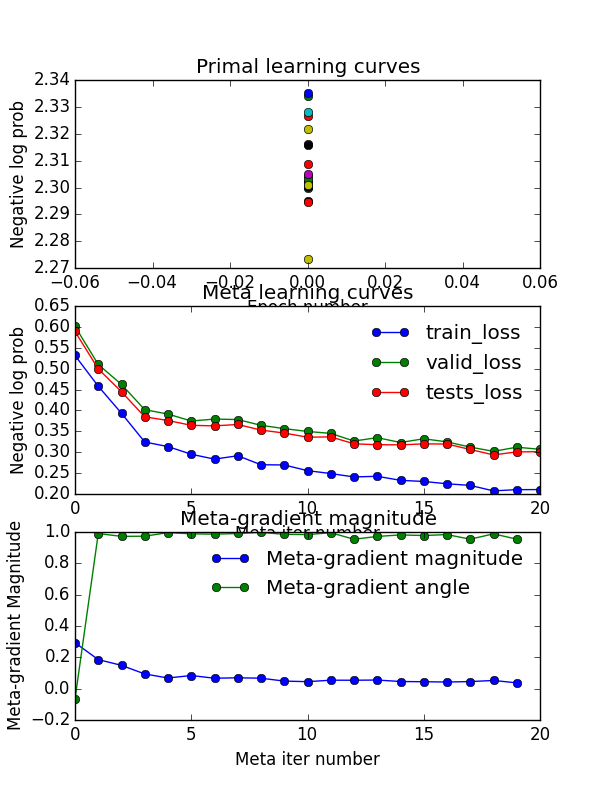 Primal learning curves
2.34
2.33
2.32
2.31
2.30
2.29
2.28
2.27
Negative log prob
−0.06 −0.04 −0.02 0.00 0.02 0.04 0.06
Epoch number
Meta learning curves
0.65
0.60
0.55
0.50
0.45
0.40
0.35
0.30
0.25
0.20
Negative log prob
train_loss
valid_loss
tests_loss
0 5 10 15 20
Meta iter number
Meta-gradient magnitude
1.0
0.8
0.6
0.4
0.2
0.0
−0.2
Meta-gradient Magnitude
Meta-gradient magnitude
Meta-gradient angle
0 5 10 15 20
Meta iter number